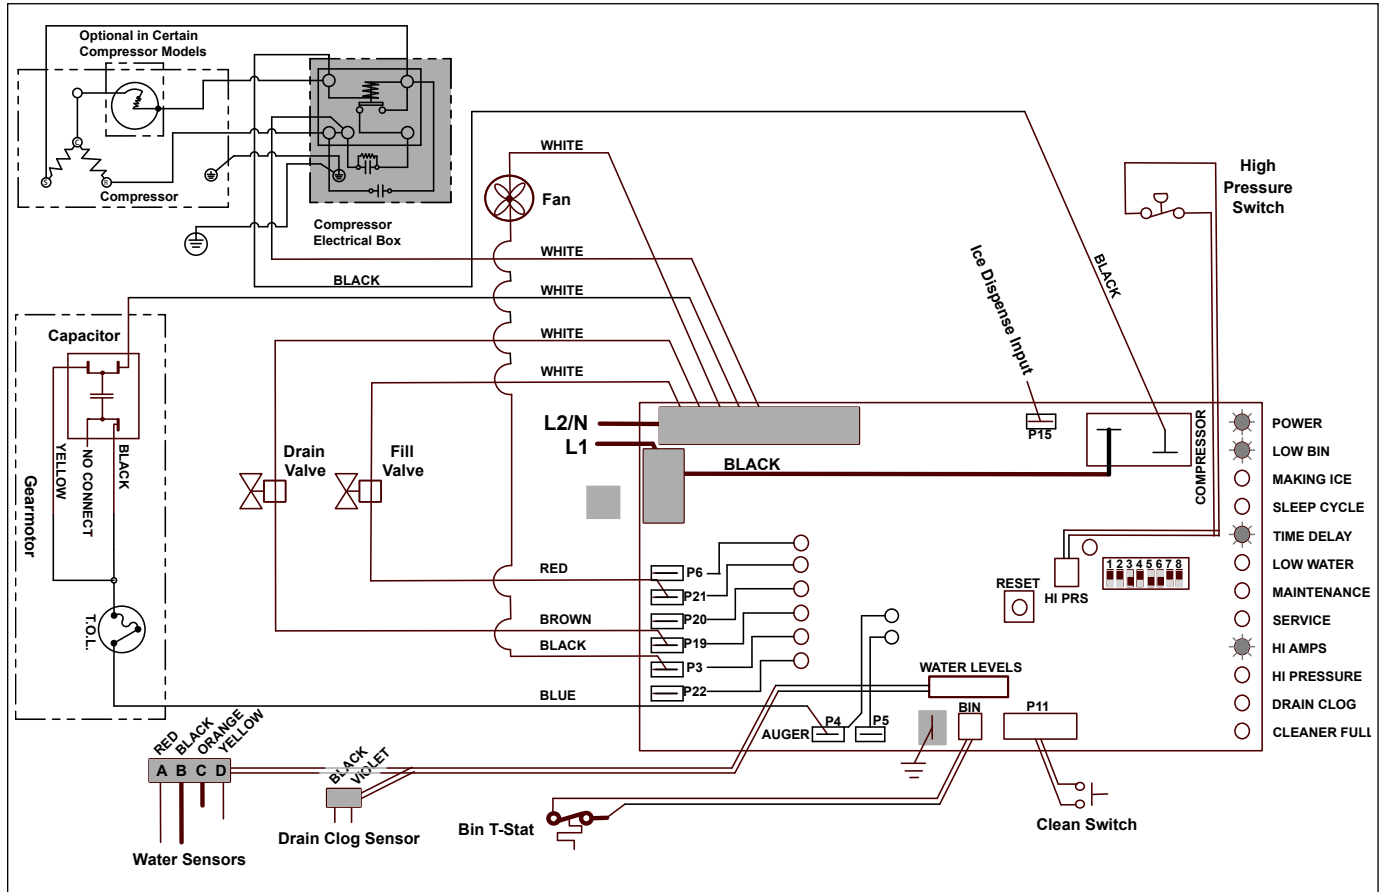 Optional in Certain
Compressor Models
C
S
R
Compressor
Compressor
Electrical Box
WHITE
Fan
WHITE
BLACK
WHITE
WHITE
WHITE
High
Pressure
Switch
BLACK
Ice Dispense Input
P15
COMPRESSOR
Capacitor
YELLOW
NO CONNECT
BLACK
Gearmotor
T.O.L.
Drain
Valve
Fill
Valve
L2/N
L1
BLACK
RED
BROWN
BLACK
BLUE
P6
P21
P20
P19
P3
P22
RESET
HI PRS
1 2 3 4 5 6 7 8
POWER
LOW BIN
MAKING ICE
SLEEP CYCLE
TIME DELAY
LOW WATER
MAINTENANCE
SERVICE
HI AMPS
HI PRESSURE
DRAIN CLOG
CLEANER FULL
WATER LEVELS
AUGER
P4
P5
BIN
P11
RED
BLACK
ORANGE
YELLOW
A B C D
Water Sensors
BLACK
VIOLET
Drain Clog Sensor
Bin T-Stat
Clean Switch